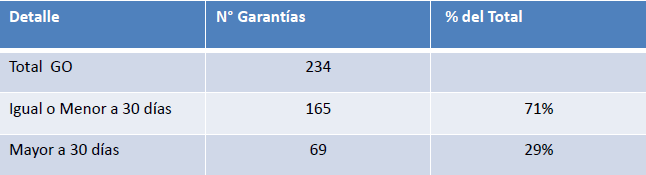 Detalle N° Garantías % del Total
Total GO 234
Igual o Menor a 30 días 165 71%
Mayor a 30 días 69 29%